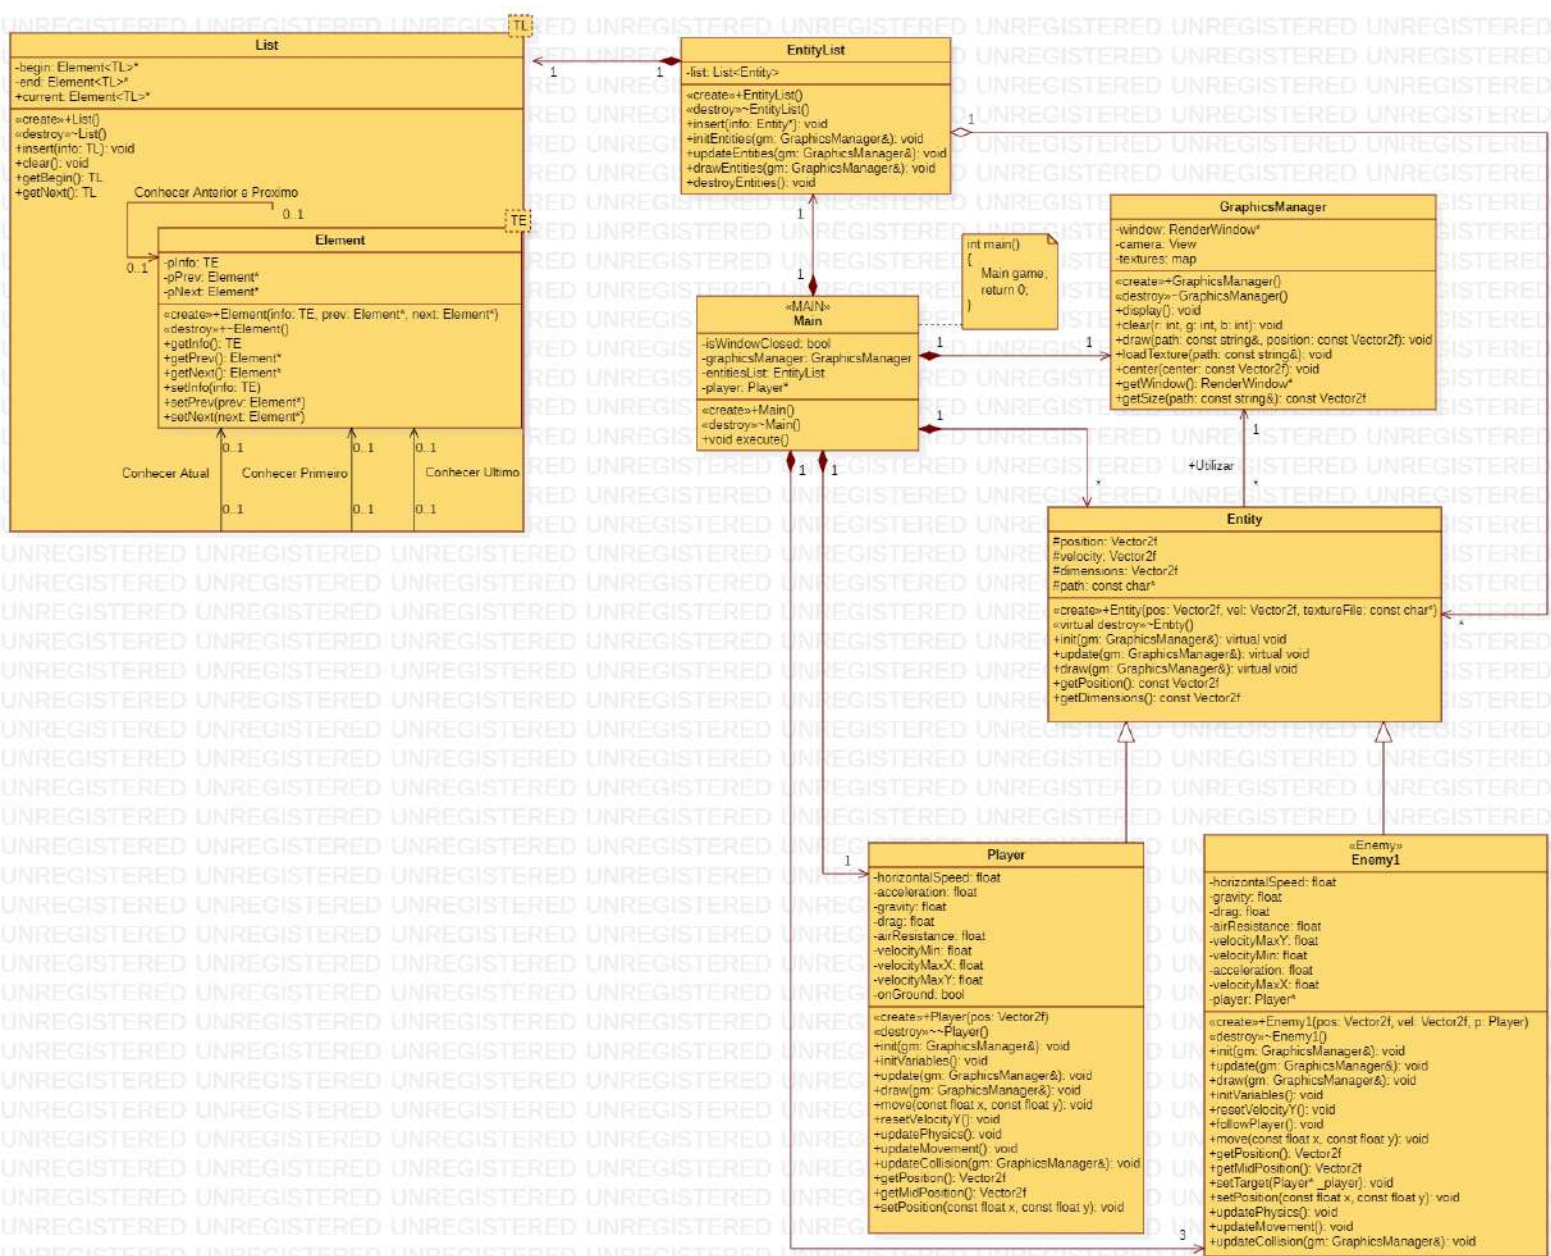 TL
List
-begin: Element<TL>*
-end: Element<TL>*
+current: Element<TL>*
«create»+List()
«destroy»~List()
+insert(info: TL): void
+clear(): void
+getBegin(): TL
+getNext(): TL
Conhecer Anterior e Proximo
0..1
0..1
TE
Element
-pInfo: TE
-pPrev: Element*
-pNext: Element*
«create»+Element(info: TE, prev: Element*, next: Element*)
«destroy»+~Element()
+getInfo(): TE
+getPrev(): Element*
+getNext(): Element*
+setInfo(info: TE)
+setPrev(prev: Element*)
+setNext(next: Element*)
0..1
0..1
0..1
Conhecer Atual
Conhecer Primeiro
Conhecer Ultimo
0..1
0..1
0..1
1
1
EntityList
-list: List<Entity>
«create»+EntityList()
«destroy»~EntityList()
+insert(info: Entity*): void
+initEntities(gm: GraphicsManager&): void
+updateEntities(gm: GraphicsManager&): void
+drawEntities(gm: GraphicsManager&): void
+destroyEntities(): void
1
1
1
int main()
{
Main game;
return 0;
}
«MAIN»
Main
-isWindowClosed: bool
-graphicsManager: GraphicsManager
-entitiesList: EntityList
-player: Player*
«create»+Main()
«destroy»~Main()
+void execute()
1
1
1
*
1
1
GraphicsManager
-window: RenderWindow*
-camera: View
-textures: map
«create»+GraphicsManager()
«destroy»~GraphicsManager()
+display(): void
+clear(r: int, g: int, b: int): void
+draw(path: const string&, position: const Vector2f): void
+loadTexture(path: const string&): void
+center(center: const Vector2f): void
+getWindow(): RenderWindow*
+getSize(path: const string&): const Vector2f
1
+Utilizar
*
Entity
#position: Vector2f
#velocity: Vector2f
#dimensions: Vector2f
#path: const char*
«create»+Entity(pos: Vector2f, vel: Vector2f, textureFile: const char*)
«virtual destroy»~Entity()
+init(gm: GraphicsManager&): virtual void
+update(gm: GraphicsManager&): virtual void
+draw(gm: GraphicsManager&): virtual void
+getPosition(): const Vector2f
+getDimensions(): const Vector2f
*
1
Player
-horizontalSpeed: float
-acceleration: float
-gravity: float
-drag: float
-airResistance: float
-velocityMin: float
-velocityMaxX: float
-velocityMaxY: float
-onGround: bool
«create»+Player(pos: Vector2f)
«destroy»~~Player()
+init(gm: GraphicsManager&): void
+initVariables(): void
+update(gm: GraphicsManager&): void
+draw(gm: GraphicsManager&): void
+move(const float x, const float y): void
+resetVelocityY(): void
+updatePhysics(): void
+updateMovement(): void
+updateCollision(gm: GraphicsManager&): void
+getPosition(): Vector2f
+getMidPosition(): Vector2f
+setPosition(const float x, const float y): void
3
«Enemy»
Enemy1
-horizontalSpeed: float
-gravity: float
-drag: float
-airResistance: float
-velocityMaxY: float
-velocityMin: float
-acceleration: float
-velocityMaxX: float
-player: Player*
«create»+Enemy1(pos: Vector2f, vel: Vector2f, p: Player)
«destroy»~Enemy1()
+init(gm: GraphicsManager&): void
+update(gm: GraphicsManager&): void
+draw(gm: GraphicsManager&): void
+initVariables(): void
+resetVelocityY(): void
+followPlayer(): void
+move(const float x, const float y): void
+getPosition(): Vector2f
+getMidPosition(): Vector2f
+setTarget(Player* _player): void
+setPosition(const float x, const float y): void
+updatePhysics(): void
+updateMovement(): void
+updateCollision(gm: GraphicsManager&): void